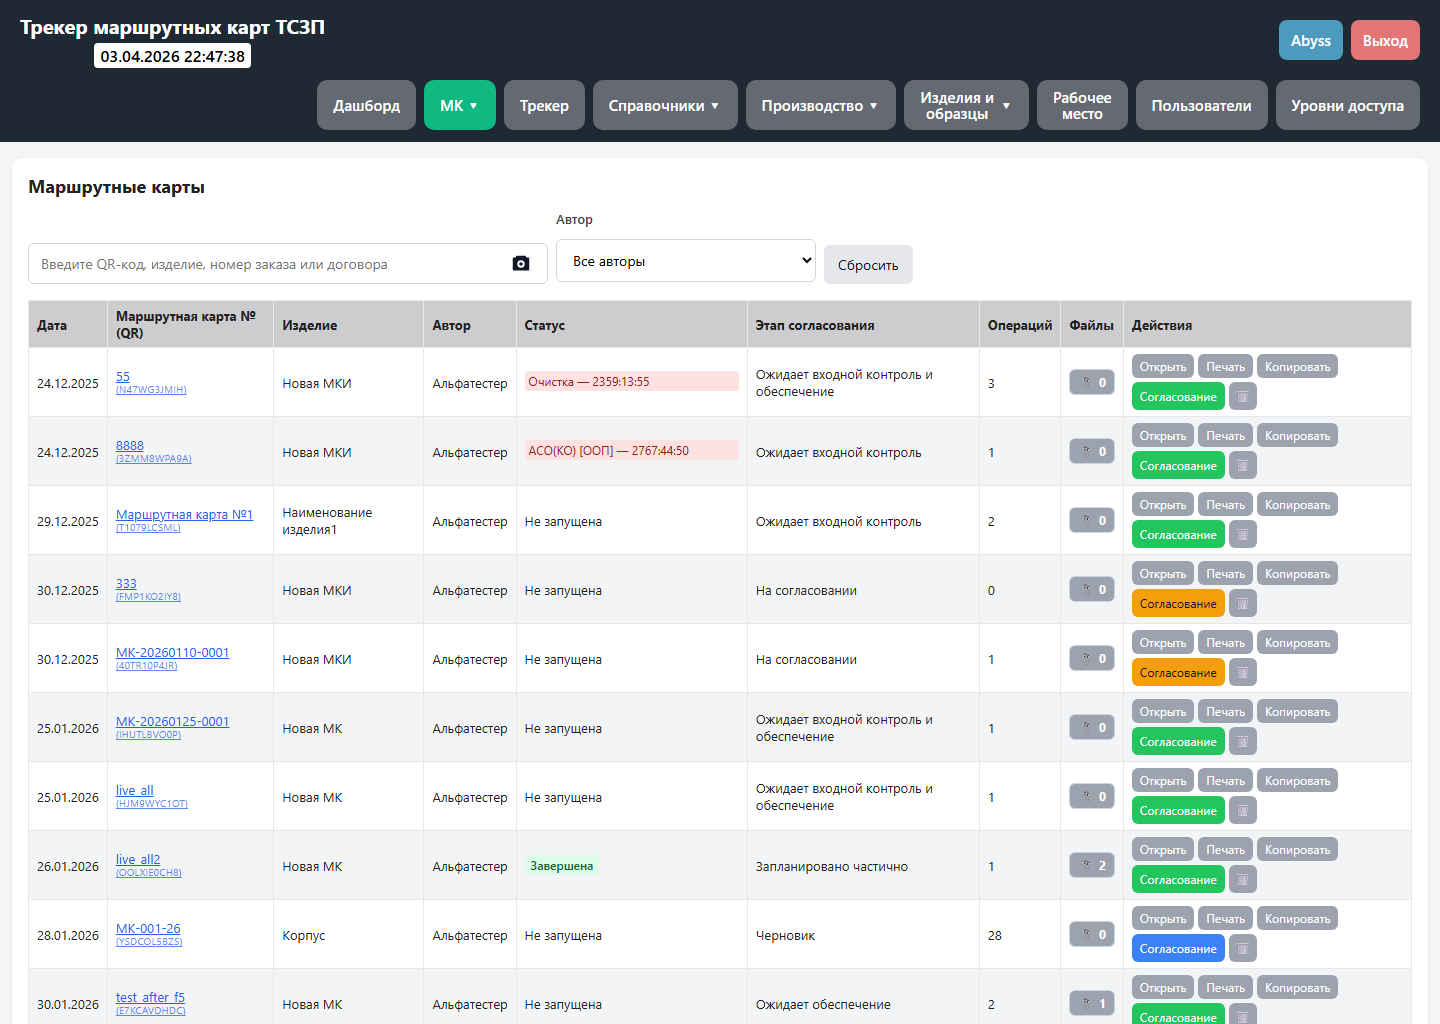 Трекер маршрутных карт ТСЗП
03.04.2026 22:47:38
Abyss
Выход
Дашборд
МК ▼
Трекер
Справочники ▼
Производство ▼
Изделия и образцы ▼
Рабочее место
Пользователи
Уровни доступа
Маршрутные карты
Автор
Введите QR-код, изделие, номер заказа или договора
Все авторы
Сбросить
Дата Маршрутная карта № (QR) Изделие Автор Статус Этап согласования Операций Файлы Действия
24.12.2025 55 (N47WG3JMIH) Новая МКИ Альфатестер Очистка — 2359:13:55 Ожидает входной контроль и обеспечение 3 0 Открыть Печать Копировать Согласование
24.12.2025 8888 (3ZMM8WPA9A) Новая МКИ Альфатестер АСО(КО) [ООП] — 2767:44:50 Ожидает входной контроль 1 0 Открыть Печать Копировать Согласование
29.12.2025 Маршрутная карта №1 (T1079LCSML) Наименование изделия1 Альфатестер Не запущена Ожидает входной контроль 2 0 Открыть Печать Копировать Согласование
30.12.2025 333 (FMP1KO2IY8) Новая МКИ Альфатестер Не запущена На согласовании 0 0 Открыть Печать Копировать Согласование
30.12.2025 МК-20260110-0001 (40TR10P4JR) Новая МКИ Альфатестер Не запущена На согласовании 1 0 Открыть Печать Копировать Согласование
25.01.2026 МК-20260125-0001 (IHUTLBVO0P) Новая МК Альфатестер Не запущена Ожидает входной контроль и обеспечение 1 0 Открыть Печать Копировать Согласование
25.01.2026 live_all (HJM9WYC1OT) Новая МК Альфатестер Не запущена Ожидает входной контроль и обеспечение 1 0 Открыть Печать Копировать Согласование
26.01.2026 live_all2 (OOLXIE0CH8) Новая МК Альфатестер Завершена Запланировано частично 1 2 Открыть Печать Копировать Согласование
28.01.2026 МК-001-26 (YSDCOL5BZS) Корпус Альфатестер Не запущена Черновик 28 0 Открыть Печать Копировать Согласование
30.01.2026 test_after_f5 (E7KCAVDHDC) Новая МК Альфатестер Не запущена Ожидает обеспечение 2 1 Открыть Печать Копировать Согласование